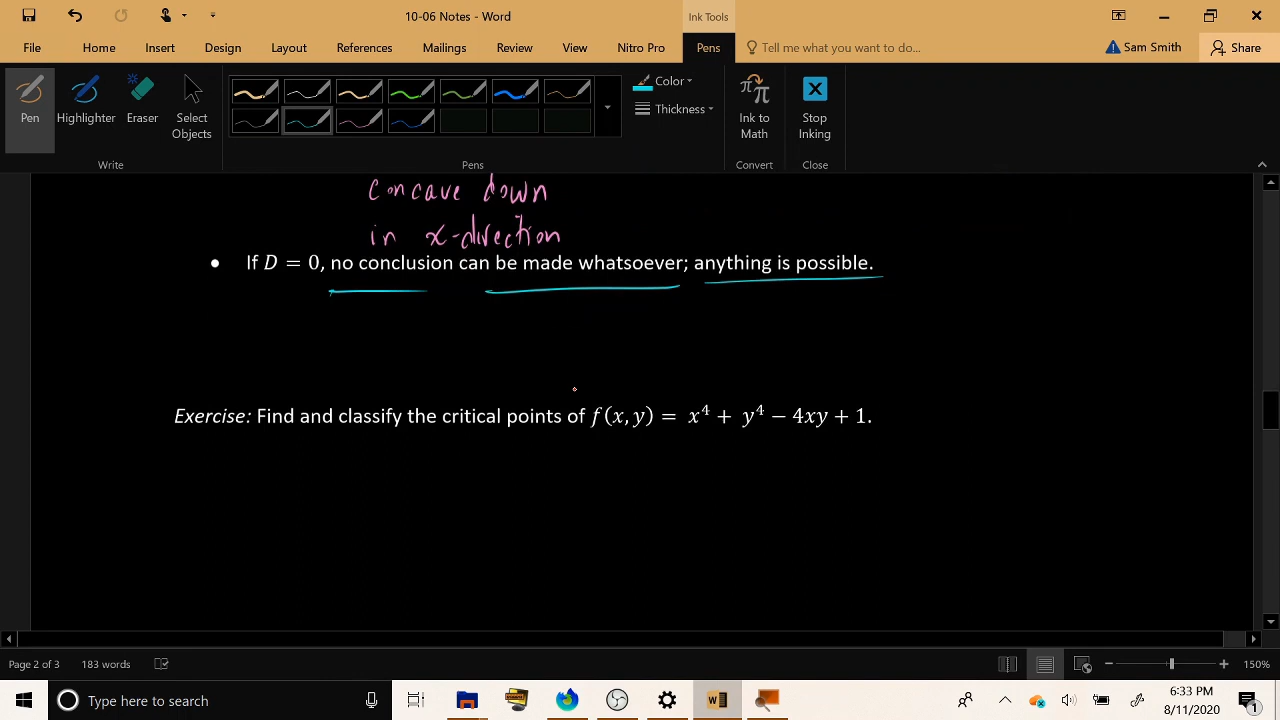 10-06 Notes - Word
Ink Tools
File Home Insert Design Layout References Mailings Review View Nitro Pro Pens Tell me what you want to do... Sam Smith Share
Pen Highlighter Eraser Select Objects Color Thickness Ink to Math Stop Inking
Write Pens Convert Close
concave down
in x-direction
• If D = 0, no conclusion can be made whatsoever; anything is possible.
Exercise: Find and classify the critical points of f(x, y) = x⁴ + y⁴ − 4xy + 1.
Page 2 of 3 183 words 150%
Type here to search
6:33 PM
8/11/2020
1